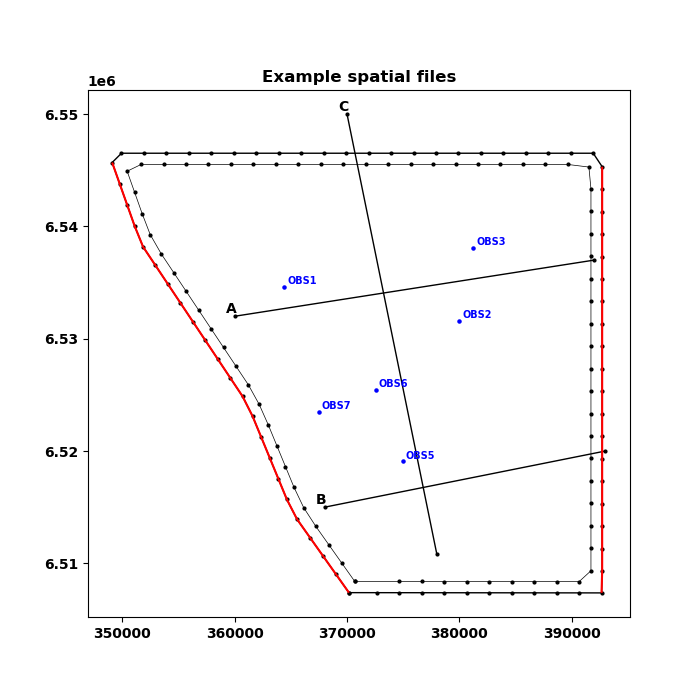 Example spatial files
1e6
C
6.55
6.54
OBS3
OBS1
A
OBS2
6.53
OBS6
OBS7
6.52
OBS5
B
6.51
350000 360000 370000 380000 390000